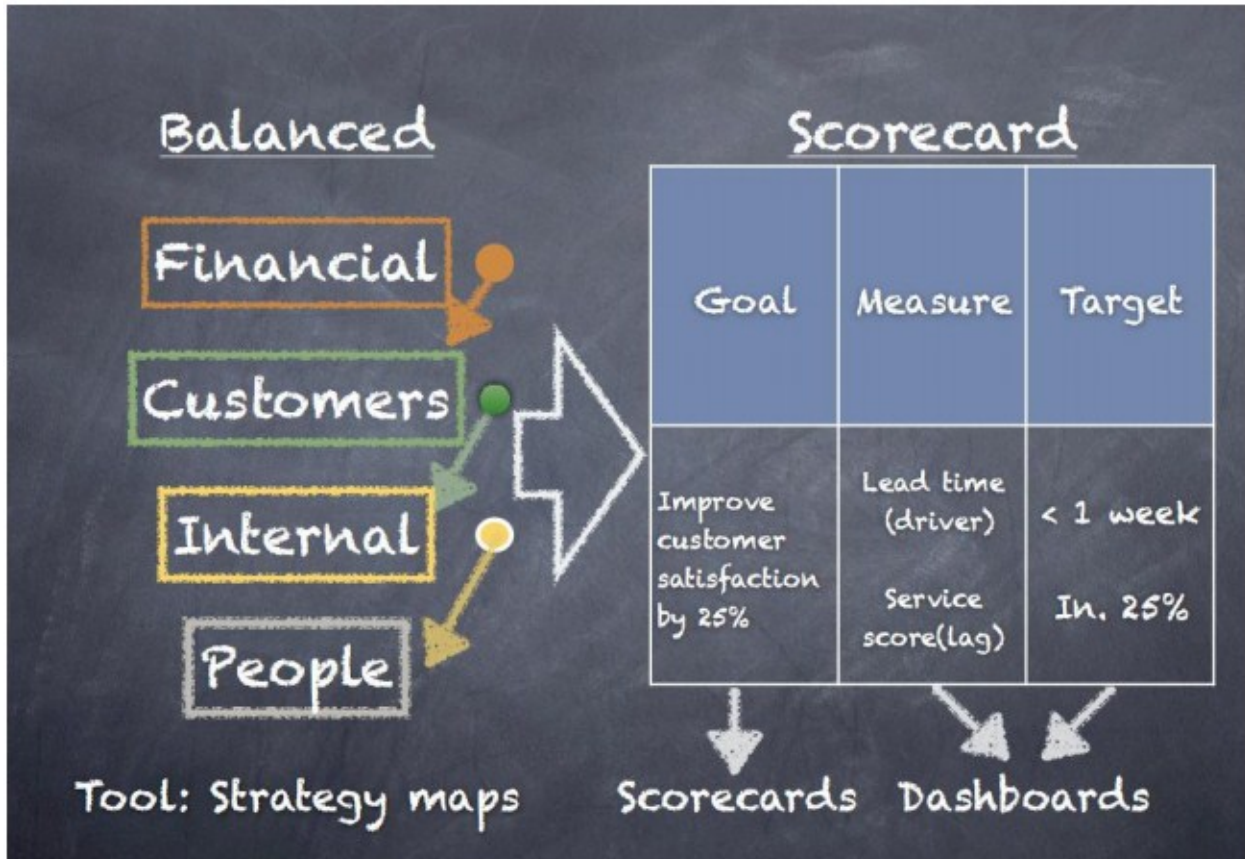 Balanced
Financial
Customers
Internal
People
Tool: Strategy maps
Scorecard
Goal
Measure
Target
Improve
customer
satisfaction
by 25%
Lead time
(driver)
Service
score(lag)
< 1 week
In. 25%
Scorecards
Dashboards